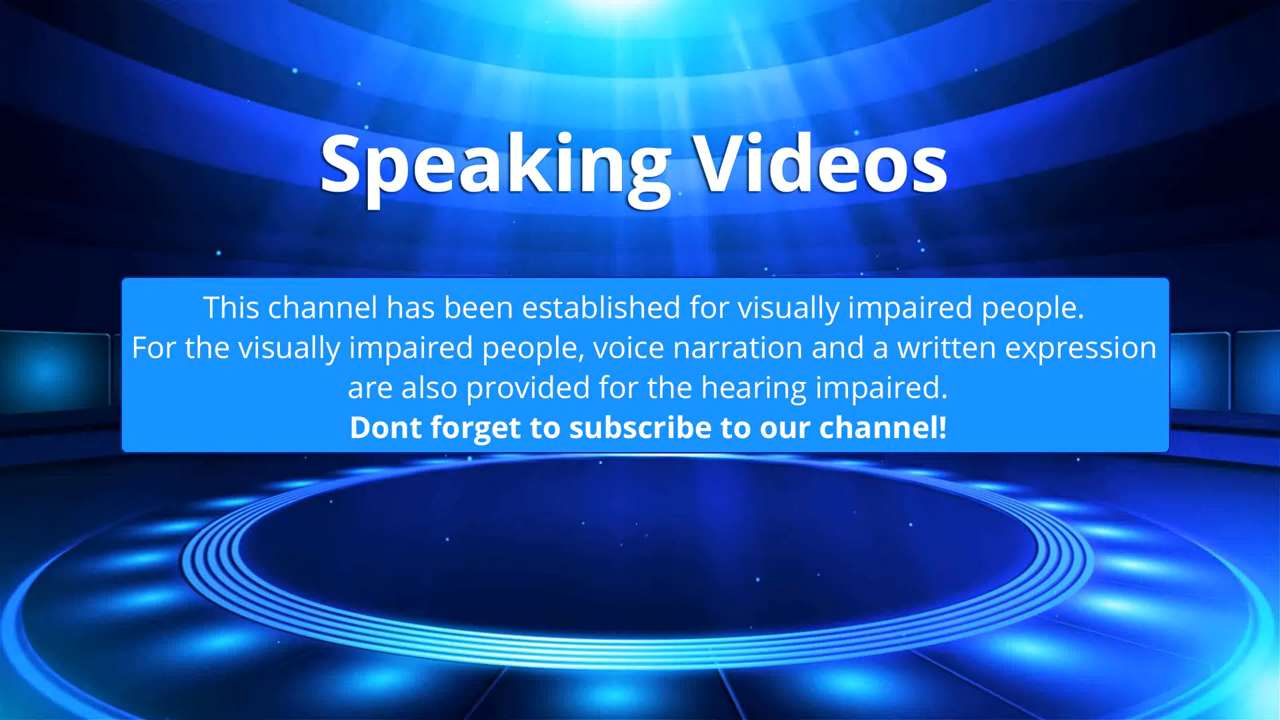 Speaking Videos
This channel has been established for visually impaired people.
For the visually impaired people, voice narration and a written expression
are also provided for the hearing impaired.
Dont forget to subscribe to our channel!